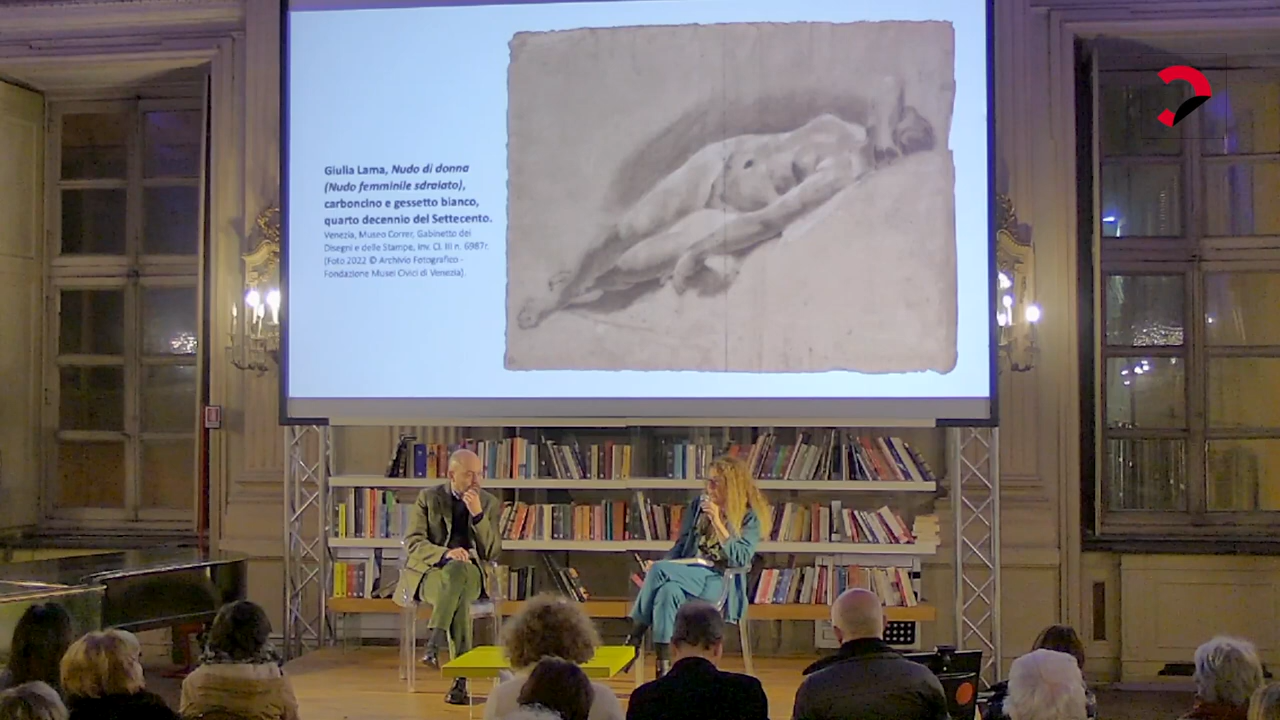 Giulia Lama, Nudo di donna
(Nudo femminile sdraiato),
carboncino e gessetto bianco,
quarto decennio del Settecento.
Venezia, Museo Correr, Gabinetto dei
Disegni e delle Stampe, inv. Cl. III n. 6987r.
(Foto 2022 © Archivio Fotografico -
Fondazione Musei Civici di Venezia).